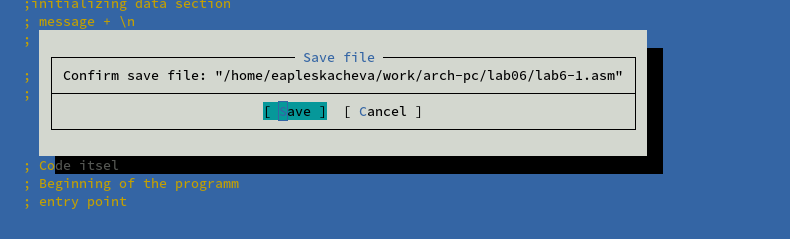 ;initializing data section
; message + \n
;
Save file
; Confirm save file: "/home/eapleskacheva/work/arch-pc/lab06/lab6-1.asm"
;
[ Save ] [ Cancel ]
; Code itsel
; Beginning of the programm
; entry point